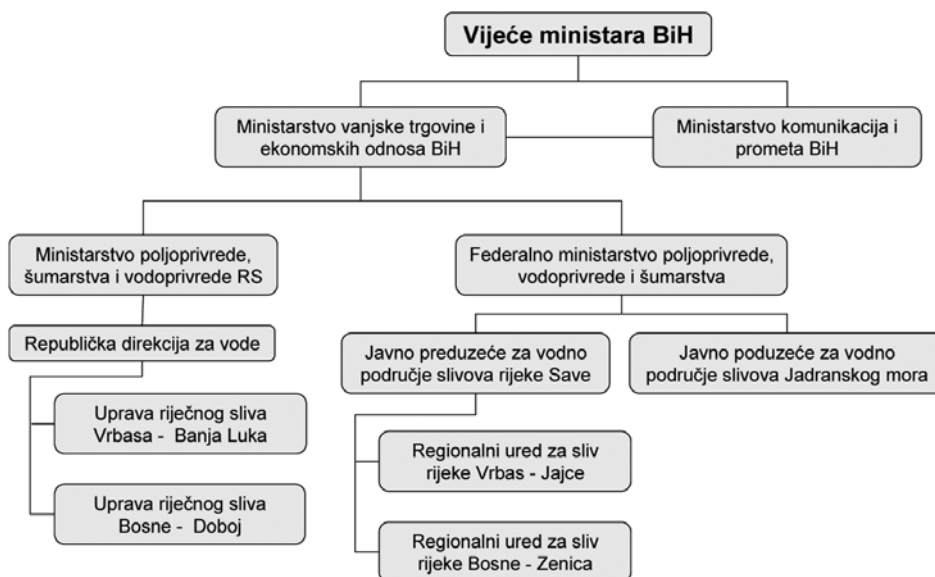 Vijeće ministara BiH
Ministarstvo vanjske trgovine i
ekonomskih odnosa BiH
Ministarstvo komunikacija i
prometa BiH
Ministarstvo poljoprivrede,
šumarstva i vodoprivrede RS
Federalno ministarstvo poljoprivrede,
vodoprivrede i šumarstva
Republička direkcija za vode
Javno preduzeće za vodno
područje slivova rijeke Save
Javno poduzeće za vodno
područje slivova Jadranskog mora
Uprava riječnog sliva
Vrbasa - Banja Luka
Regionalni ured za sliv
rijeke Vrbas - Jajce
Uprava riječnog sliva
Bosne - Doboj
Regionalni ured za sliv
rijeke Bosne - Zenica